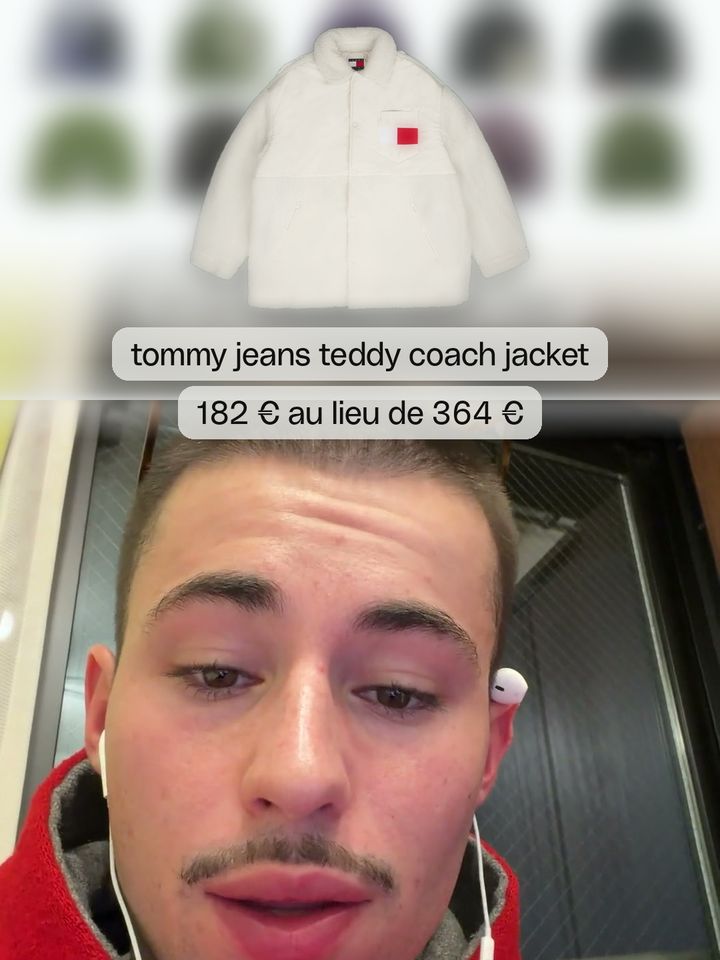 tommy jeans teddy coach jacket
182 € au lieu de 364 €